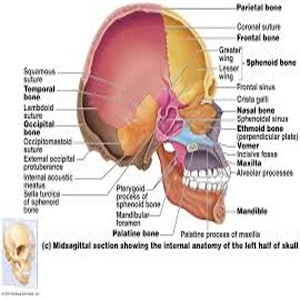 Parietal bone
Coronal suture
Frontal bone
Greater
wing
Lesser
wing
Sphenoid bone
Frontal sinus
Crista galli
Nasal bone
Sphenoidal sinus
Ethmoid bone
(perpendicular plate)
Vomer
Incisive fossa
Maxilla
Alveolar processes
Mandible
Palatine process of maxilla
Squamous
suture
Temporal
bone
Lambdoid
suture
Occipital
bone
Occipitomastoid
suture
External occipital
protuberance
Internal acoustic
meatus
Sella turcica
of sphenoid
bone
Pterygoid
process of
sphenoid bone
Mandibular
foramen
Palatine bone
(c) Midsagittal section showing the internal anatomy of the left half of skull